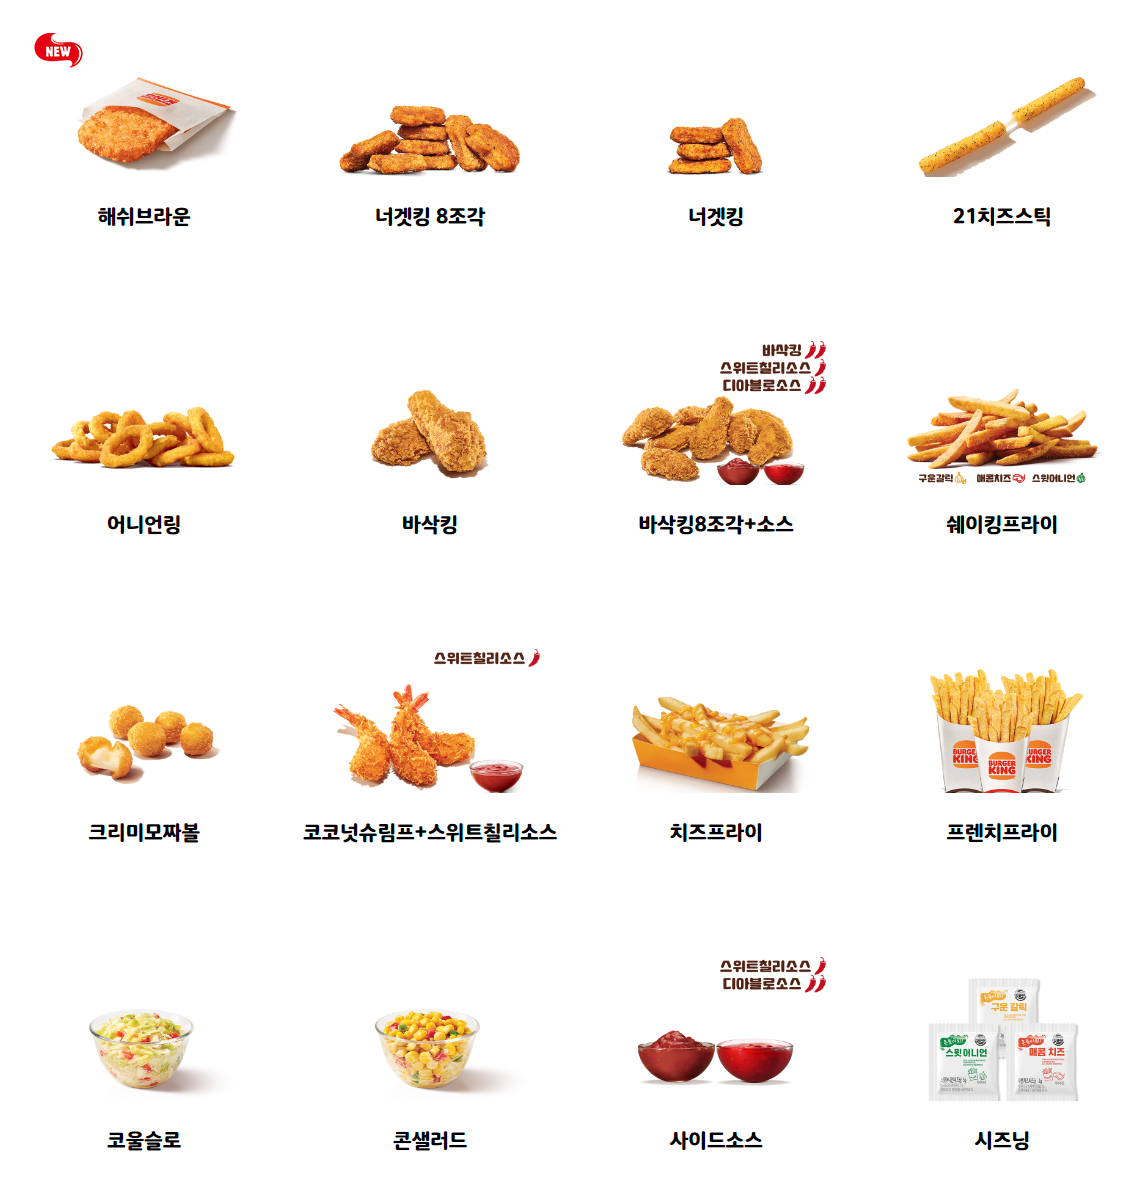 NEW
해쉬브라운
너겟킹 8조각
너겟킹
21치즈스틱
바삭킹
스위트칠리소스
디아블로소스
구운갈릭 매콤치즈 스윗어니언
어니언링
바삭킹
바삭킹8조각+소스
쉐이킹프라이
스위트칠리소스
BURGER KING
BURGER KING
BURGER KING
크리미모짜볼
코코넛슈림프+스위트칠리소스
치즈프라이
프렌치프라이
스위트칠리소스
디아블로소스
구운 갈릭
스윗어니언
매콤 치즈
코울슬로
콘샐러드
사이드소스
시즈닝